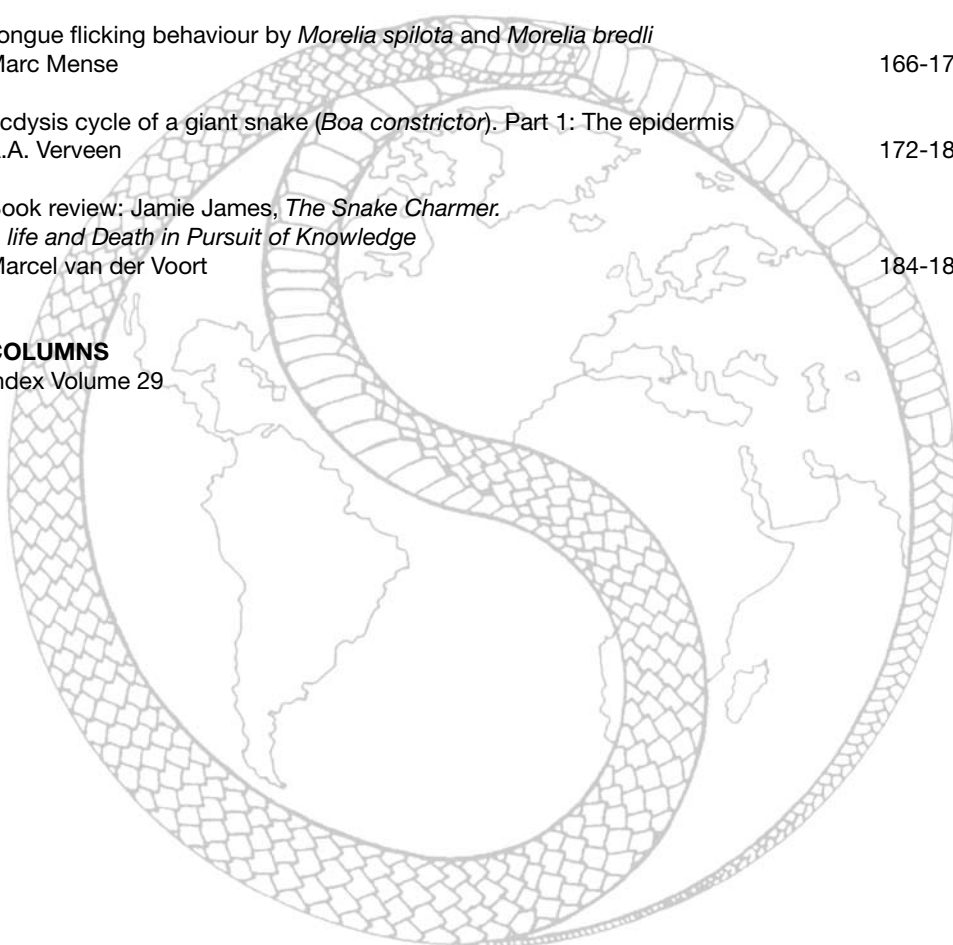 ongue flicking behaviour by Morelia spilota and Morelia bredli
Marc Mense 166-17
cdysis cycle of a giant snake (Boa constrictor). Part 1: The epidermis
.A. Verveen 172-18
ook review: Jamie James, The Snake Charmer.
life and Death in Pursuit of Knowledge
Marcel van der Voort 184-18
COLUMNS
ndex Volume 29